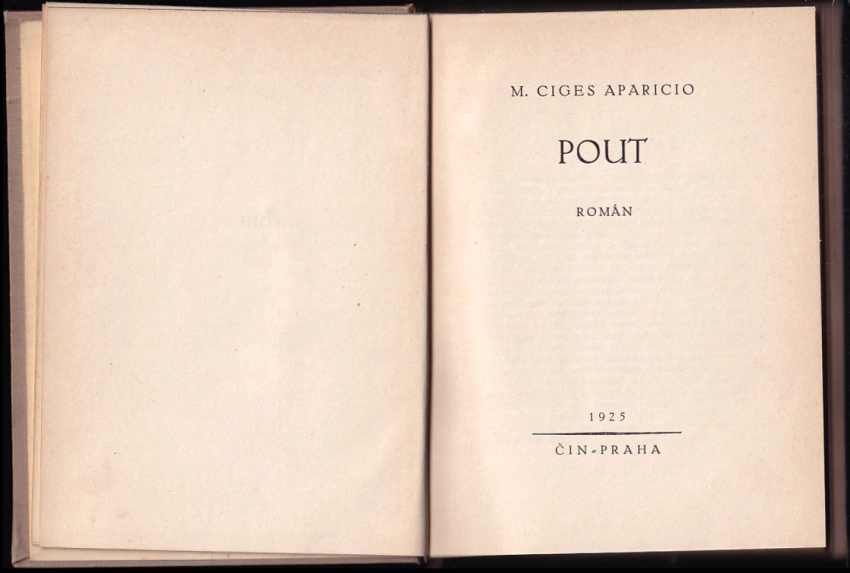 M. CIGES APARICIO
POUT
ROMÁN
1925
ČIN-PRAHA